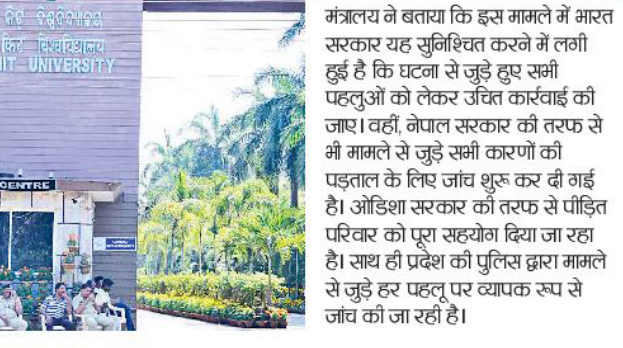 किट विश्वविद्यालय
IIT UNIVERSITY
CENTRE
मंत्रालय ने बताया कि इस मामले में भारत
सरकार यह सुनिश्चित करने में लगी
हुई है कि घटना से जुड़े हुए सभी
पहलुओं को लेकर उचित कार्रवाई की
जाए। वहीं, नेपाल सरकार की तरफ से
भी मामले से जुड़े सभी कारणों की
पड़ताल के लिए जांच शुरू कर दी गई
है। ओडिशा सरकार की तरफ से पीड़ित
परिवार को पूरा सहयोग दिया जा रहा
है। साथ ही प्रदेश की पुलिस द्वारा मामले
से जुड़े हर पहलू पर व्यापक रूप से
जांच की जा रही है।